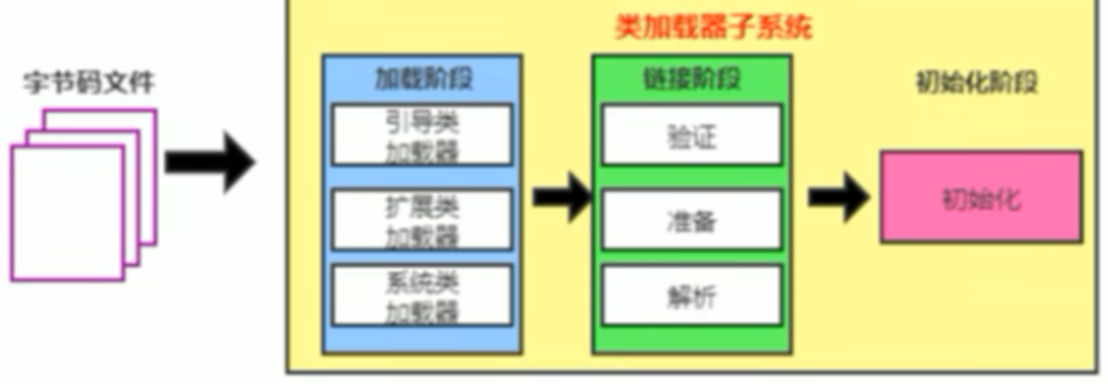 类加载器子系统
字节码文件
加载阶段
引导类
加载器
扩展类
加载器
系统类
加载器
链接阶段
验证
准备
解析
初始化阶段
初始化